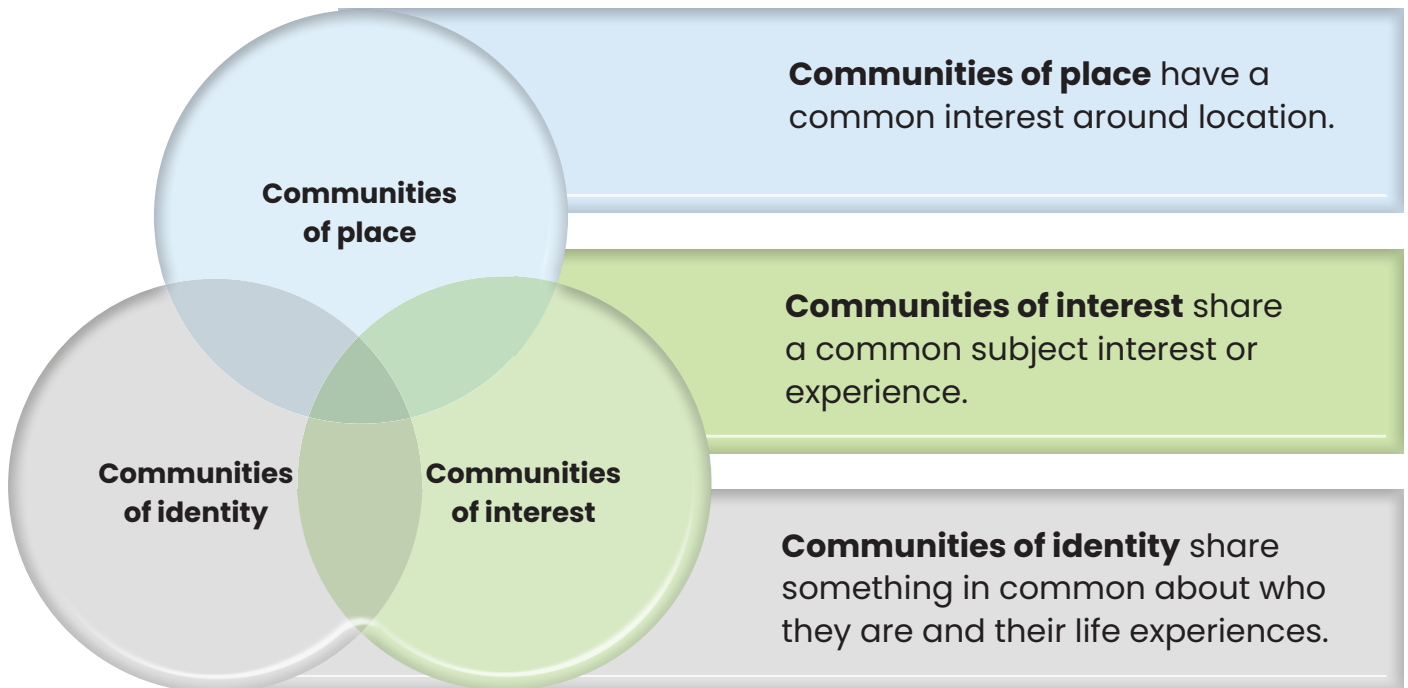 Communities
of place
Communities
of identity
Communities
of interest
Communities of place have a
common interest around location.
Communities of interest share
a common subject interest or
experience.
Communities of identity share
something in common about who
they are and their life experiences.